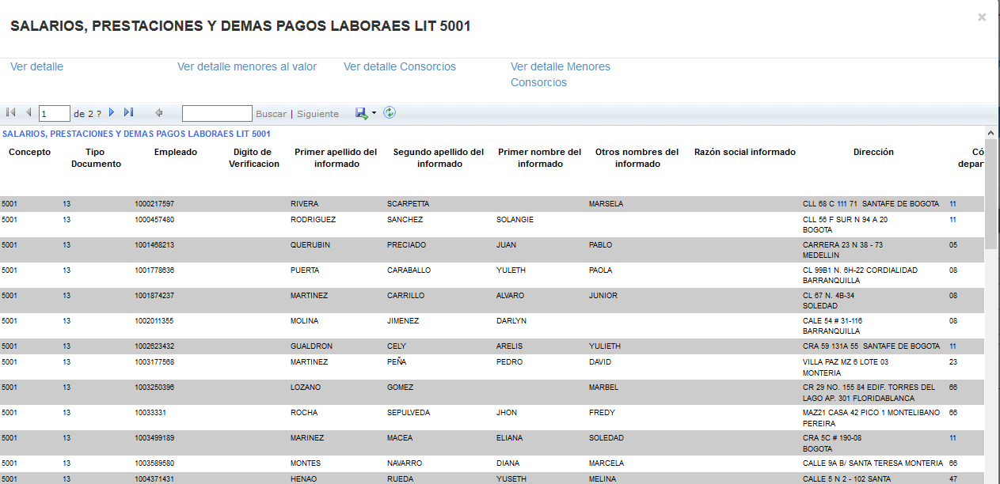 SALARIOS, PRESTACIONES Y DEMAS PAGOS LABORAES LIT 5001
×
Ver detalle Ver detalle menores al valor Ver detalle Consorcios Ver detalle Menores
Consorcios
1 de 2 ? Buscar | Siguiente
SALARIOS, PRESTACIONES Y DEMAS PAGOS LABORAES LIT 5001
Concepto Tipo Empleado Digito de Primer apellido del Segundo apellido del Primer nombre del Otros nombres del Razón social informado Dirección Có
Documento Verificacion informado informado informado informado depar
5001 13 1000217597 RIVERA SCARPETTA MARSELA CLL 68 C 111 71 SANTAFE DE BOGOTA 11
5001 13 1000457480 RODRIGUEZ SANCHEZ SOLANGIE CLL 56 F SUR N 94 A 20 11
BOGOTA
5001 13 1001468213 QUERUBIN PRECIADO JUAN PABLO CARRERA 23 N 38 - 73 05
MEDELLIN
5001 13 1001778636 PUERTA CARABALLO YULETH PAOLA CL 99B1 N. 6H-22 CORDIALIDAD 08
BARRANQUILLA
5001 13 1001874237 MARTINEZ CARRILLO ALVARO JUNIOR CL 67 N. 4B-34 08
SOLEDAD
5001 13 1002011355 MOLINA JIMENEZ DARLYN CALE 54 # 31-116 08
BARRANQUILLA
5001 13 1002623432 GUALDRON CELY ARELIS YULIETH CRA 59 131A 55 SANTAFE DE BOGOTA 11
5001 13 1003177568 MARTINEZ PEÑA PEDRO DAVID VILLA PAZ MZ 6 LOTE 03 23
MONTERIA
5001 13 1003250396 LOZANO GOMEZ MARBEL CR 29 NO. 155 84 EDIF. TORRES DEL 66
LAGO AP. 301 FLORIDABLANCA
5001 13 10033331 ROCHA SEPULVEDA JHON FREDY MAZ21 CASA 42 PICO 1 MONTELIBANO 66
PEREIRA
5001 13 1003499189 MARINEZ MACEA ELIANA SOLEDAD CRA 5C # 190-08 11
BOGOTA
5001 13 1003589580 MONTES NAVARRO DIANA MARCELA CALLE 9A B/ SANTA TERESA MONTERIA 66
5001 13 1004371431 HENAO RUEDA YUSETH MELINA CALLE 5 N 2 - 102 SANTA 47